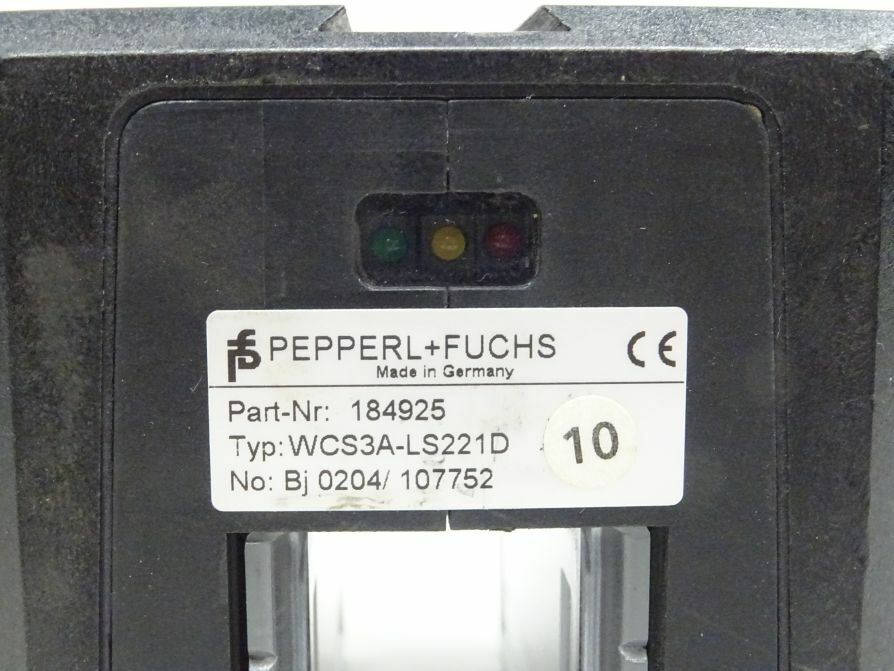 PEPPERL+FUCHS CE
Made in Germany
Part-Nr: 184925
Typ: WCS3A-LS221D
10
No: Bj 0204/ 107752